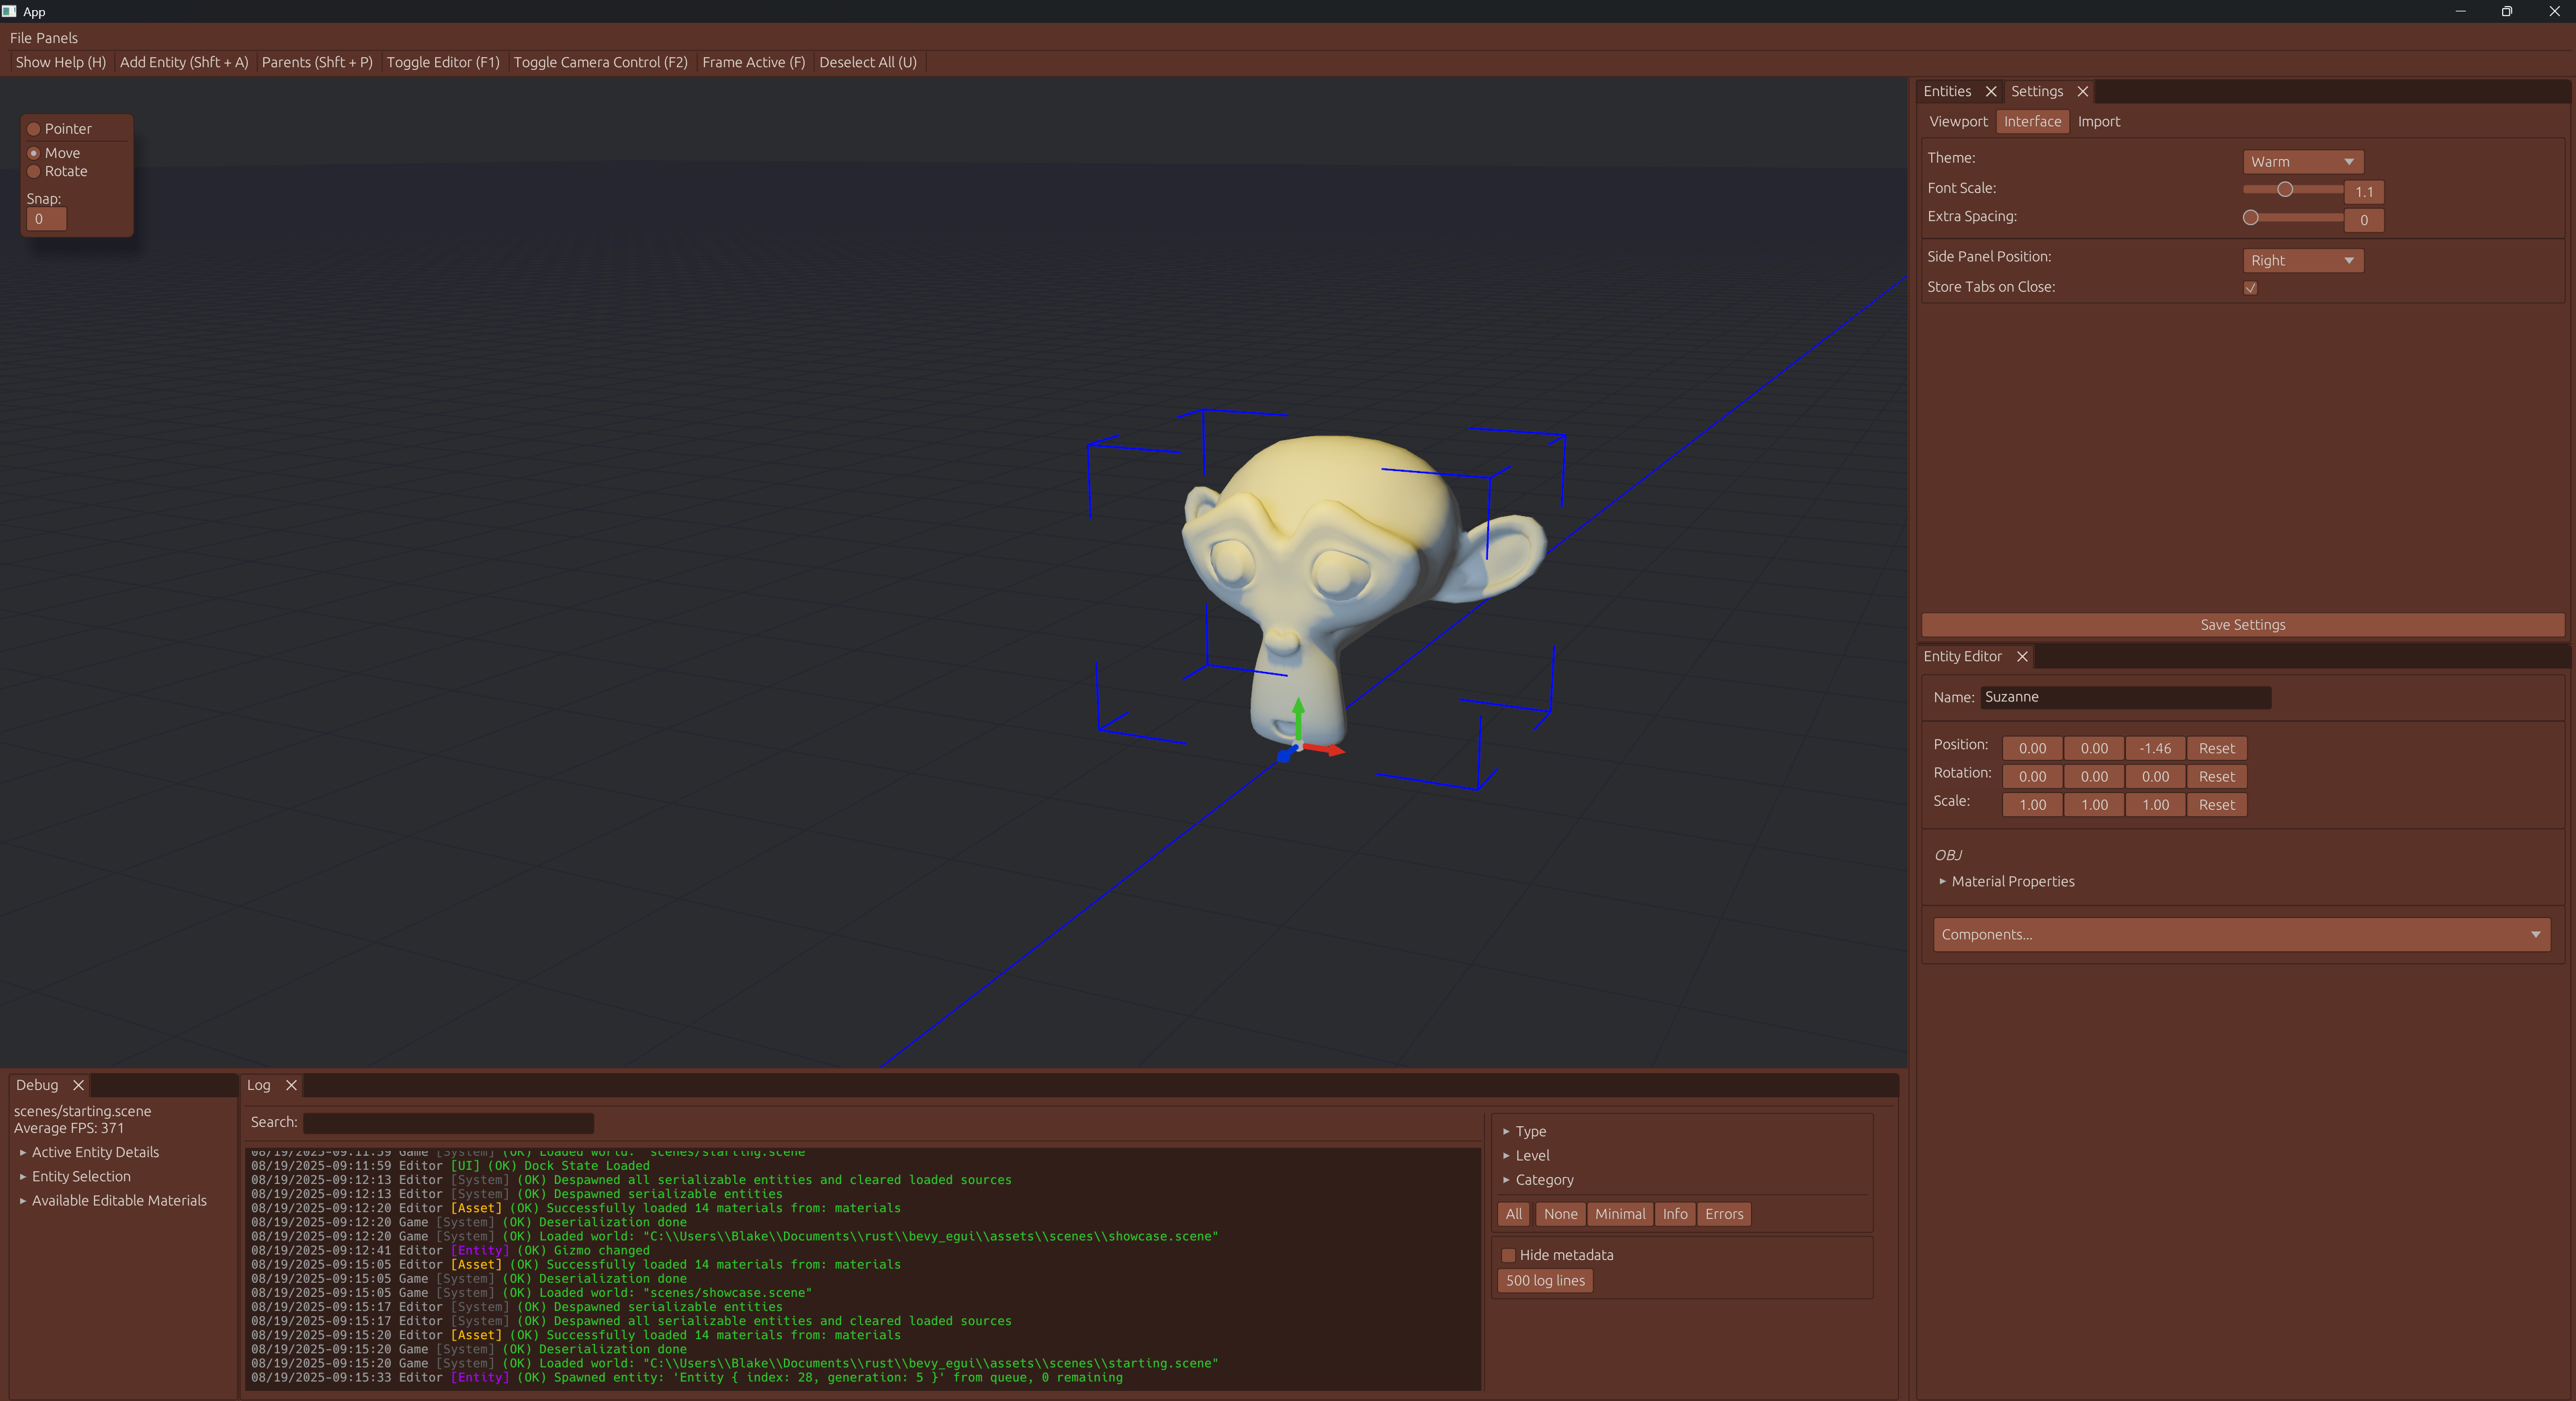 App
File Panels
Show Help (H) Add Entity (Shft + A) Parents (Shft + P) Toggle Editor (F1) Toggle Camera Control (F2) Frame Active (F) Deselect All (U)
Pointer
Move
Rotate
Snap:
0
Entities Settings
Viewport Interface Import
Theme: Warm
Font Scale: 1.1
Extra Spacing: 0
Side Panel Position: Right
Store Tabs on Close:
Save Settings
Entity Editor
Name: Suzanne
Position: 0.00 0.00 -1.46 Reset
Rotation: 0.00 0.00 0.00 Reset
Scale: 1.00 1.00 1.00 Reset
OBJ
Material Properties
Components...
Debug
scenes/starting.scene
Average FPS: 371
Active Entity Details
Entity Selection
Available Editable Materials
Log
Search:
08/19/2025-09:11:59 Game [System] (OK) Loaded world: "scenes/starting.scene"
08/19/2025-09:11:59 Editor [UI] (OK) Dock State Loaded
08/19/2025-09:12:13 Editor [System] (OK) Despawned all serializable entities and cleared loaded sources
08/19/2025-09:12:13 Editor [System] (OK) Despawned serializable entities
08/19/2025-09:12:20 Editor [Asset] (OK) Successfully loaded 14 materials from: materials
08/19/2025-09:12:20 Game [System] (OK) Deserialization done
08/19/2025-09:12:20 Game [System] (OK) Loaded world: "C:\\Users\\Blake\\Documents\\rust\\bevy_egui\\assets\\scenes\\showcase.scene"
08/19/2025-09:12:41 Editor [Entity] (OK) Gizmo changed
08/19/2025-09:15:05 Editor [Asset] (OK) Successfully loaded 14 materials from: materials
08/19/2025-09:15:05 Game [System] (OK) Deserialization done
08/19/2025-09:15:05 Game [System] (OK) Loaded world: "scenes/showcase.scene"
08/19/2025-09:15:17 Editor [System] (OK) Despawned serializable entities
08/19/2025-09:15:17 Editor [System] (OK) Despawned all serializable entities and cleared loaded sources
08/19/2025-09:15:20 Editor [Asset] (OK) Successfully loaded 14 materials from: materials
08/19/2025-09:15:20 Game [System] (OK) Deserialization done
08/19/2025-09:15:20 Game [System] (OK) Loaded world: "C:\\Users\\Blake\\Documents\\rust\\bevy_egui\\assets\\scenes\\starting.scene"
08/19/2025-09:15:33 Editor [Entity] (OK) Spawned entity: 'Entity { index: 28, generation: 5 }' from queue, 0 remaining
Type
Level
Category
All None Minimal Info Errors
Hide metadata
500 log lines